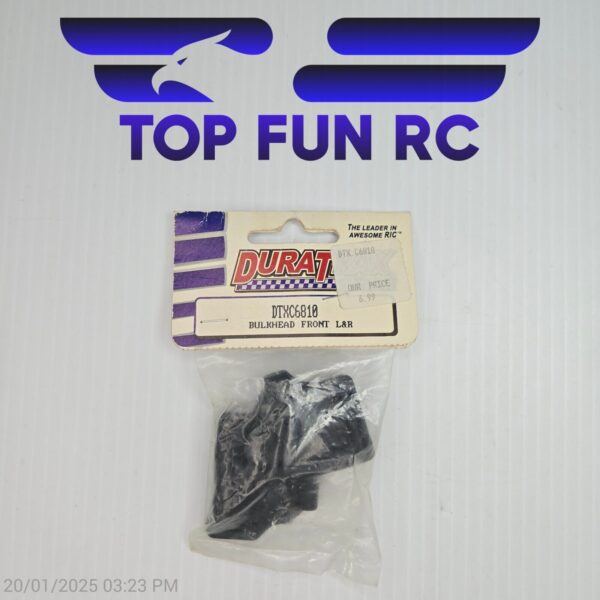 TOP FUN RC
THE LEADER IN
AWESOME R/C™
DTX C6810
OUR PRICE
6.99
DTXC6810
BULKHEAD FRONT L&R
20/01/2025 03:23 PM